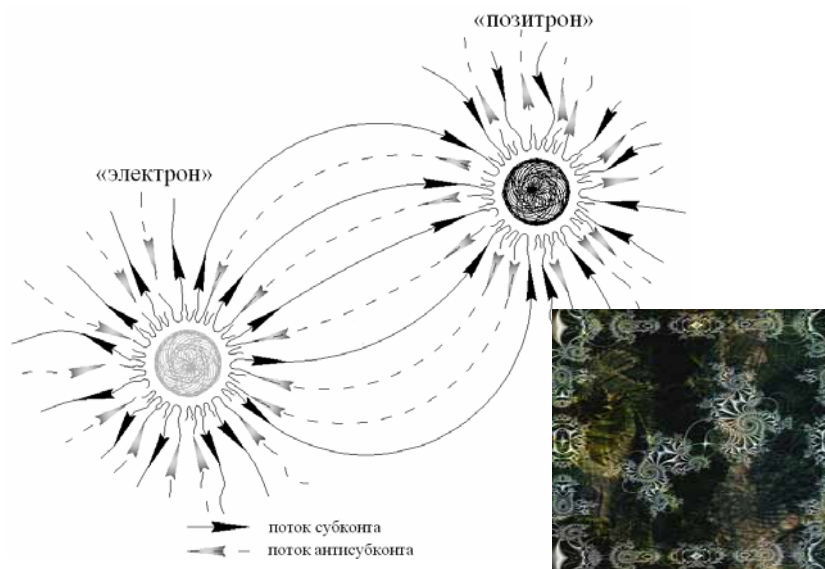 «позитрон»
«электрон»
поток субконта
поток антисубконта